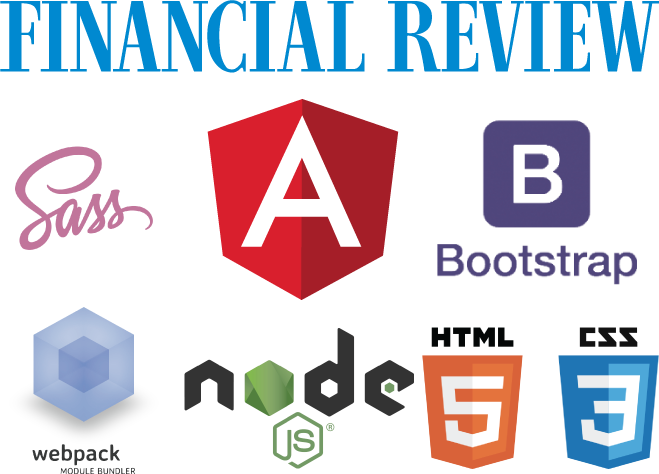 FINANCIAL REVIEW
Sass
A
B
Bootstrap
webpack
MODULE BUNDLER
node
JS®
HTML
5
CSS
3